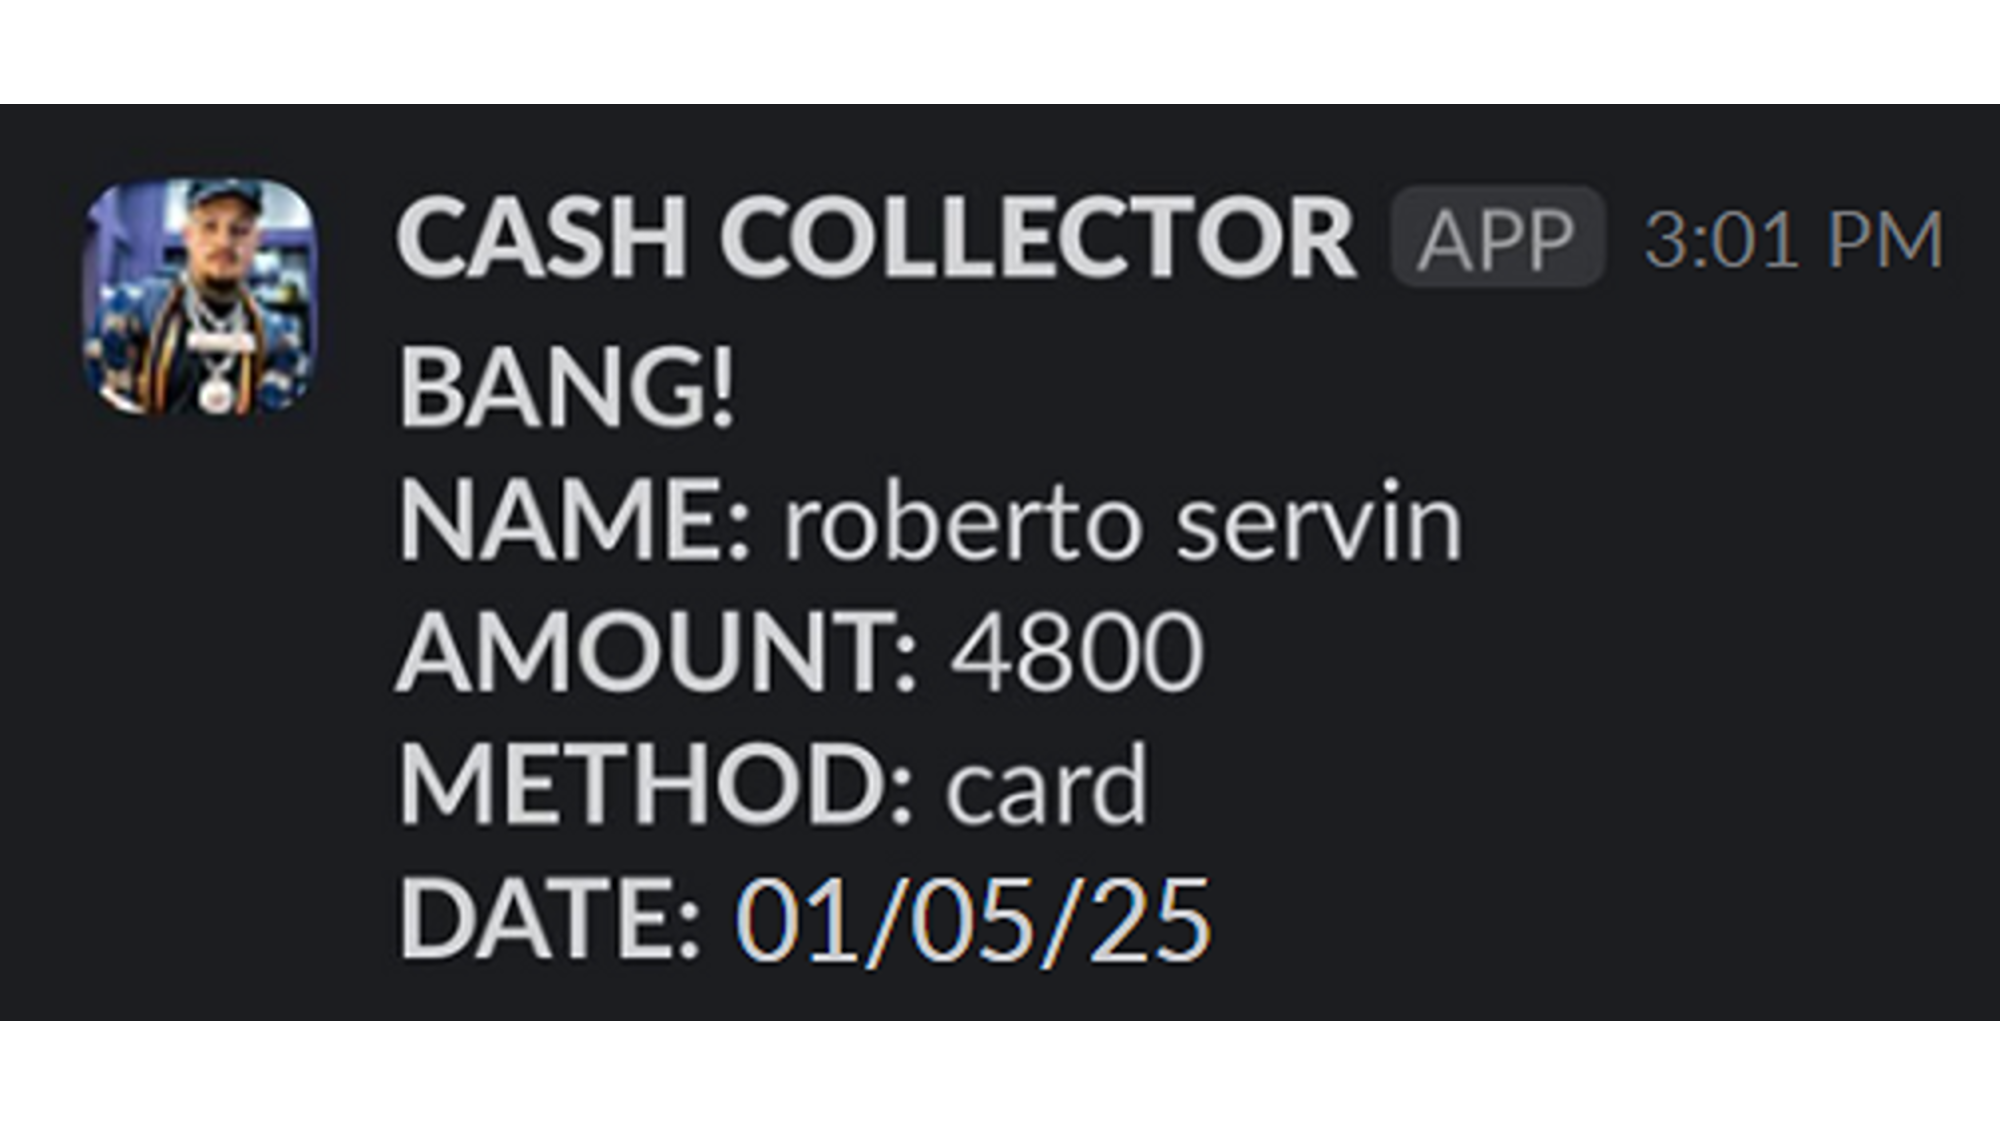 CASH COLLECTOR APP 3:01 PM
BANG!
NAME: roberto servin
AMOUNT: 4800
METHOD: card
DATE: 01/05/25